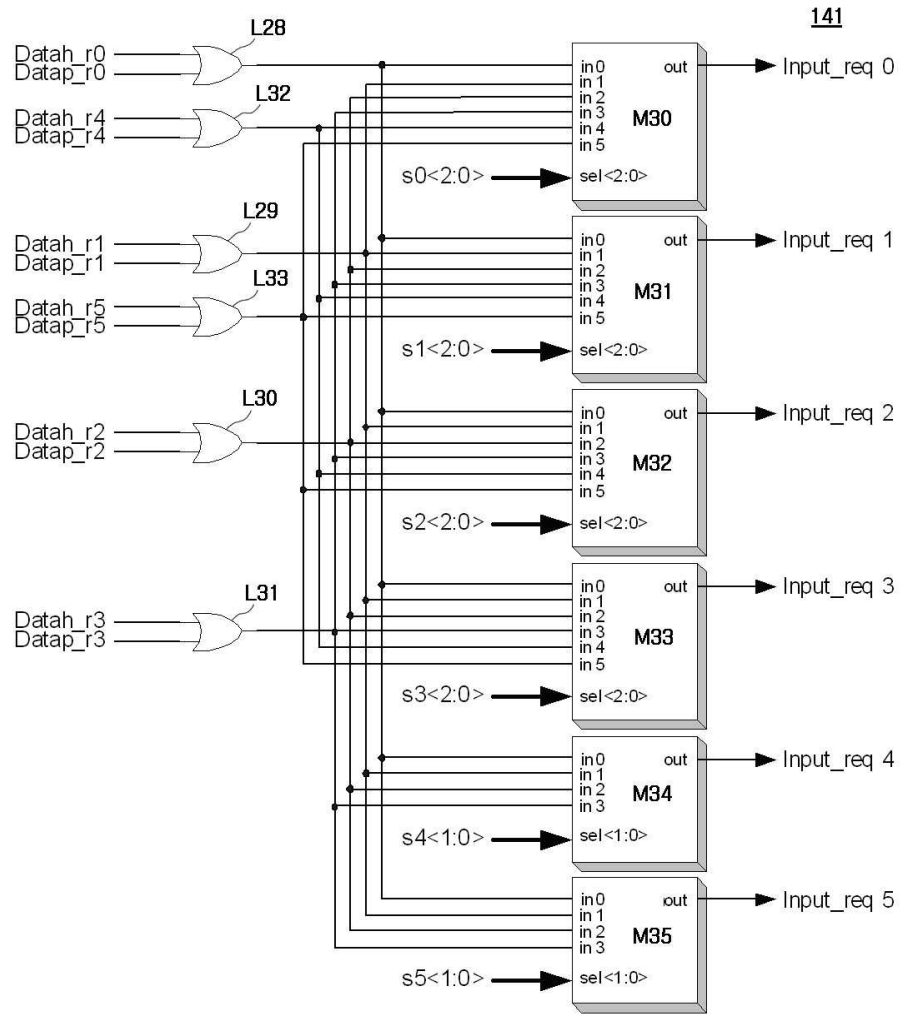 141
L28
Datah_r0
Datap_r0
L32
Datah_r4
Datap_r4
in 0
in 1
in 2
in 3
in 4
in 5
out
M30
s0<2:0>
sel<2:0>
Input_req 0
L29
Datah_r1
Datap_r1
L33
Datah_r5
Datap_r5
in 0
in 1
in 2
in 3
in 4
in 5
out
M31
s1<2:0>
sel<2:0>
Input_req 1
L30
Datah_r2
Datap_r2
in 0
in 1
in 2
in 3
in 4
in 5
out
M32
s2<2:0>
sel<2:0>
Input_req 2
L31
Datah_r3
Datap_r3
in 0
in 1
in 2
in 3
in 4
in 5
out
M33
s3<2:0>
sel<2:0>
Input_req 3
in 0
in 1
in 2
in 3
out
M34
s4<1:0>
sel<1:0>
Input_req 4
in 0
in 1
in 2
in 3
out
M35
s5<1:0>
sel<1:0>
Input_req 5